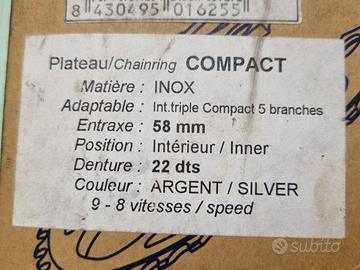 8 430495 016255
Plateau/Chainring COMPACT
Matière : INOX
Adaptable : Int.triple Compact 5 branches
Entraxe : 58 mm
Position : Intérieur / Inner
Denture : 22 dts
Couleur : ARGENT / SILVER
9 - 8 vitesses / speed
subito